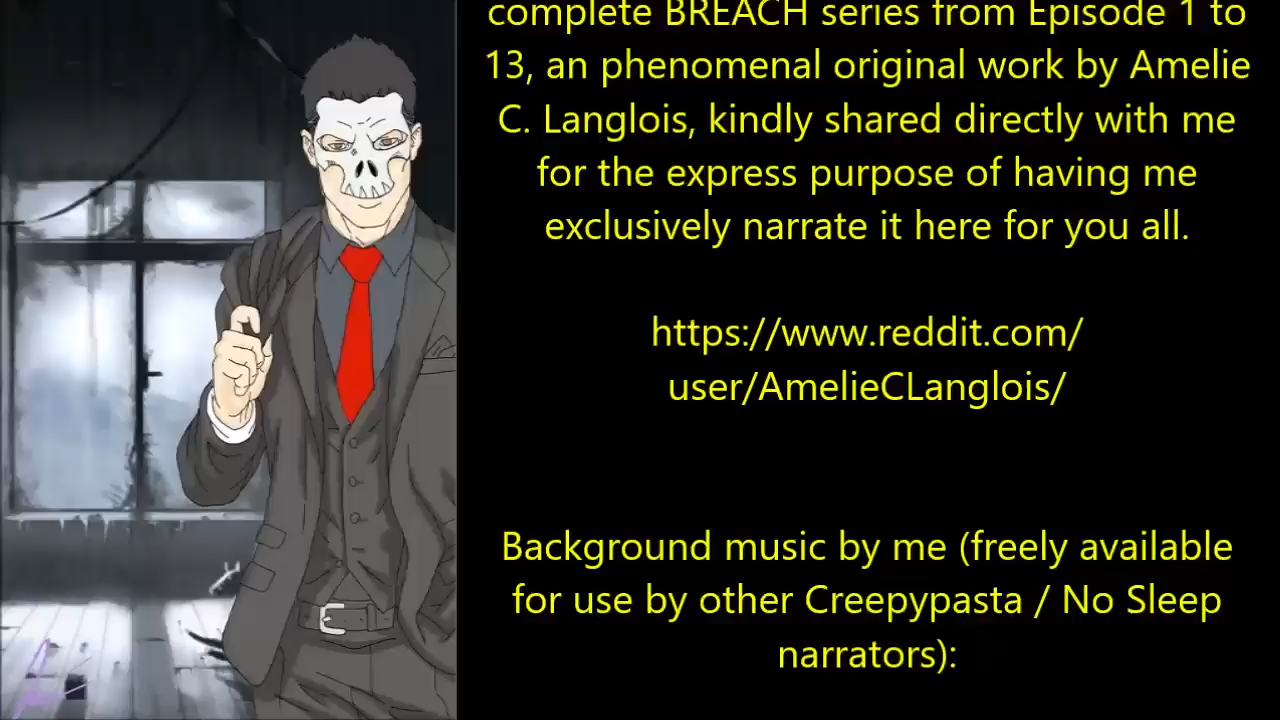 complete BREACH series from Episode 1 to
13, an phenomenal original work by Amelie
C. Langlois, kindly shared directly with me
for the express purpose of having me
exclusively narrate it here for you all.
https://www.reddit.com/
user/AmelieCLanglois/
Background music by me (freely available
for use by other Creepypasta / No Sleep
narrators):